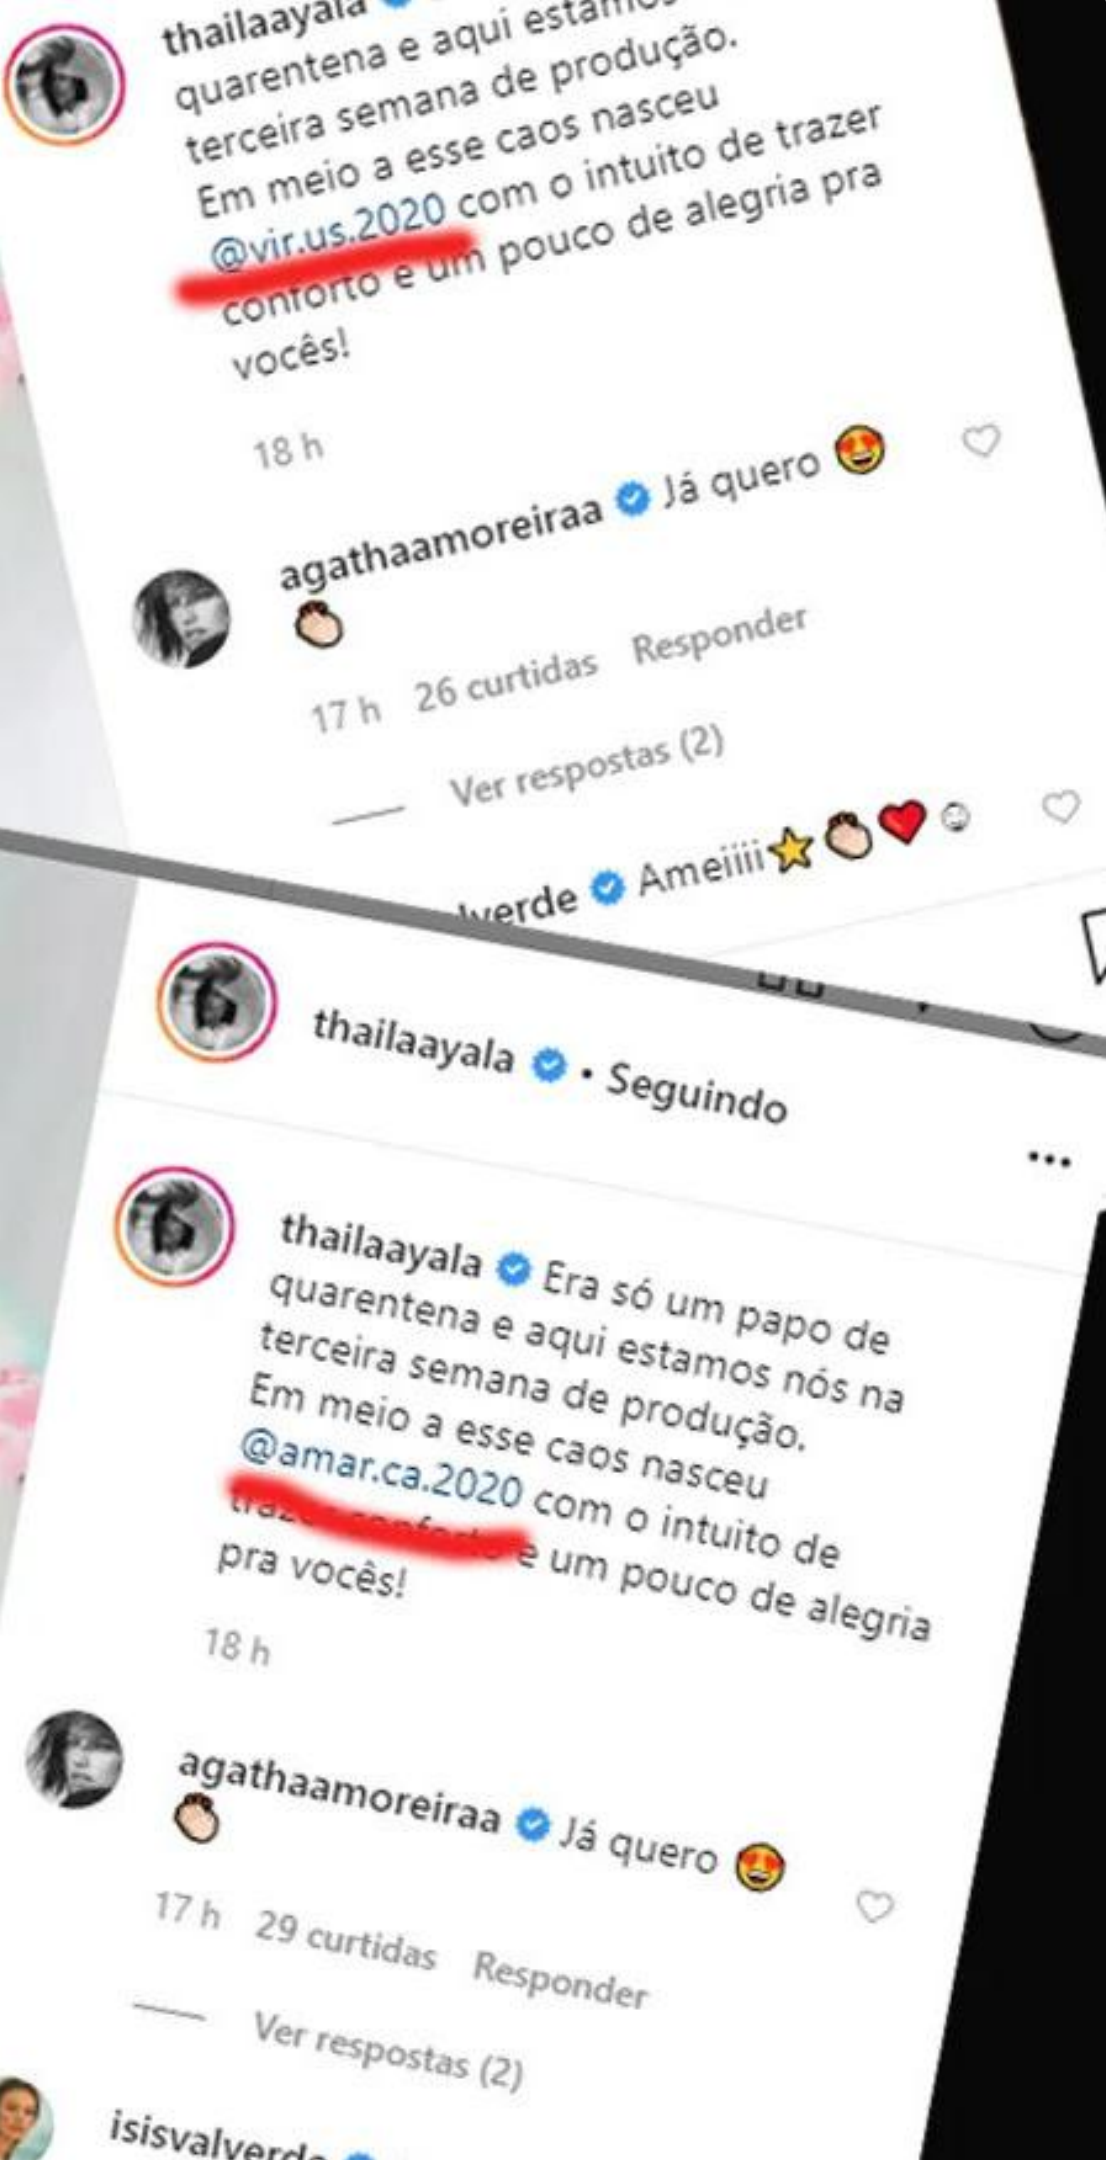 thailaayala
quarentena e aqui estamos
terceira semana de produção.
Em meio a esse caos nasceu
@vir.us.2020 com o intuito de trazer
conforto e um pouco de alegria pra
vocês!
18 h
agathaamoreiraa Já quero
17 h 26 curtidas Responder
Ver respostas (2)
lverde Ameiiii
thailaayala • Seguindo
thailaayala Era só um papo de
quarentena e aqui estamos nós na
terceira semana de produção.
Em meio a esse caos nasceu
@amar.ca.2020 com o intuito de
trazer conforto e um pouco de alegria
pra vocês!
18 h
agathaamoreiraa Já quero
17 h 29 curtidas Responder
Ver respostas (2)
isisvalverde